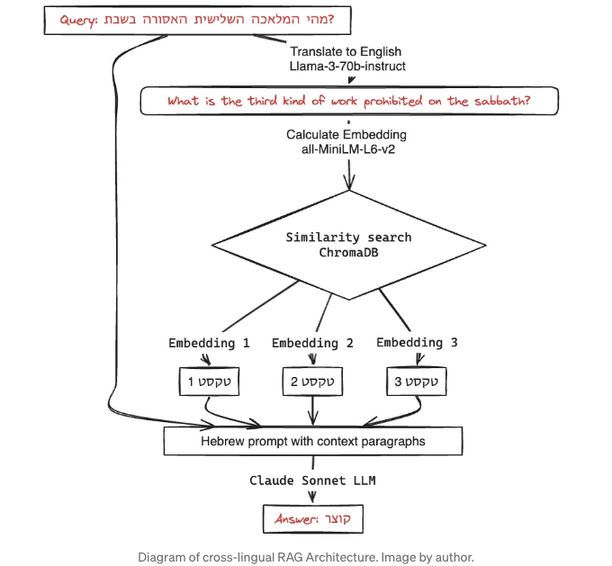 Query: מהי המלאכה השלישית האסורה בשבת?
Translate to English
Llama-3-70b-instruct
What is the third kind of work prohibited on the sabbath?
Calculate Embedding
all-MiniLM-L6-v2
Similarity search
ChromaDB
Embedding 1
Embedding 2
Embedding 3
טקסט 1
טקסט 2
טקסט 3
Hebrew prompt with context paragraphs
Claude Sonnet LLM
Answer: קוצר
Diagram of cross-lingual RAG Architecture. Image by author.